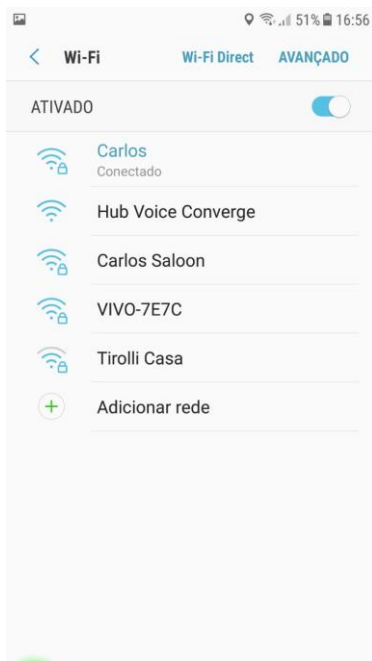 51% 16:56
Wi-Fi Wi-Fi Direct AVANÇADO
ATIVADO
Carlos
Conectado
Hub Voice Converge
Carlos Saloon
VIVO-7E7C
Tirolli Casa
Adicionar rede